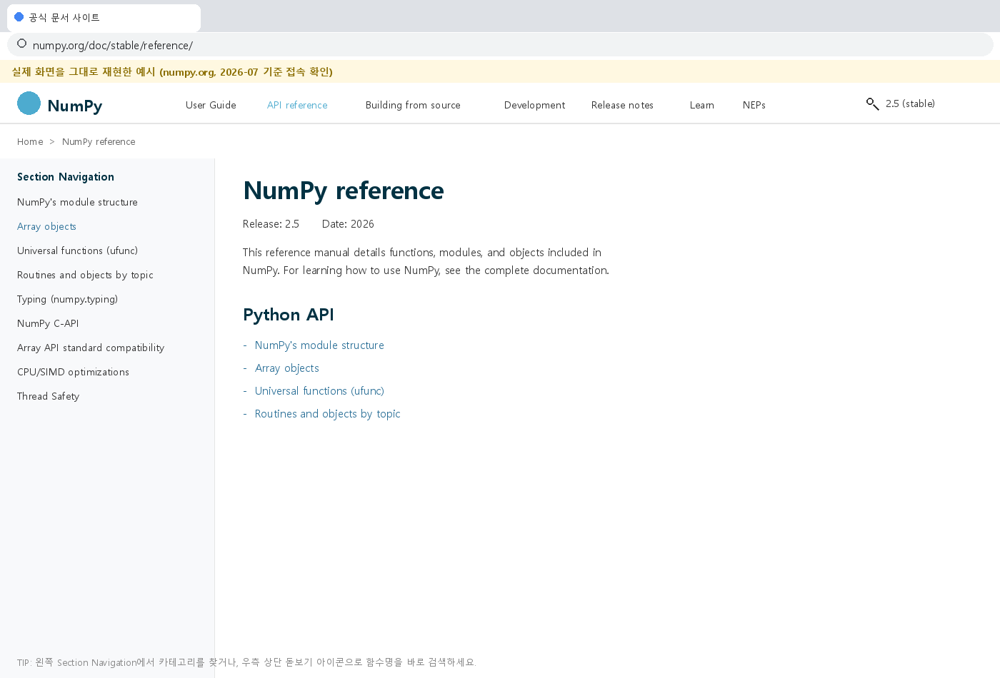 공식 문서 사이트
numpy.org/doc/stable/reference/
실제 화면을 그대로 재현한 예시 (numpy.org, 2026-07 기준 접속 확인)
NumPy User Guide API reference Building from source Development Release notes Learn NEPs 2.5 (stable)
Home > NumPy reference
Section Navigation
NumPy's module structure
Array objects
Universal functions (ufunc)
Routines and objects by topic
Typing (numpy.typing)
NumPy C-API
Array API standard compatibility
CPU/SIMD optimizations
Thread Safety
NumPy reference
Release: 2.5 Date: 2026
This reference manual details functions, modules, and objects included in
NumPy. For learning how to use NumPy, see the complete documentation.
Python API
- NumPy's module structure
- Array objects
- Universal functions (ufunc)
- Routines and objects by topic
TIP: 왼쪽 Section Navigation에서 카테고리를 찾거나, 우측 상단 돋보기 아이콘으로 함수명을 바로 검색하세요.